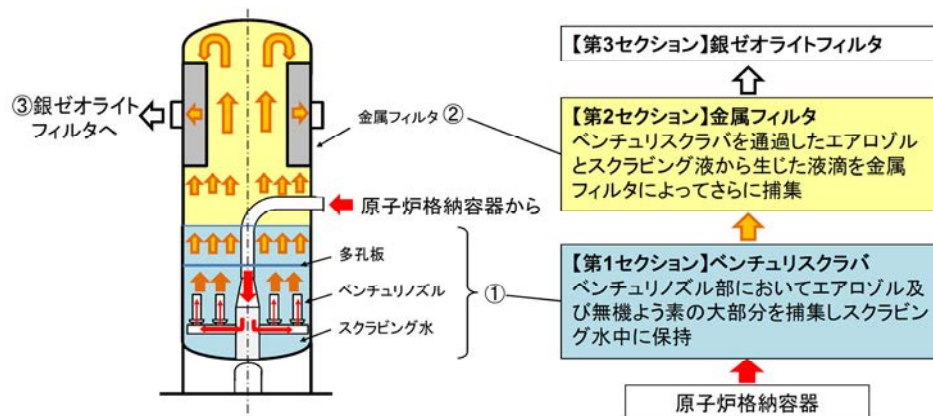 ③銀ゼオライト
フィルタへ
金属フィルタ ②
原子炉格納容器から
多孔板
ベンチュリノズル
スクラビング水
①
【第3セクション】銀ゼオライトフィルタ
【第2セクション】金属フィルタ
ベンチュリスクラバを通過したエアロゾル
とスクラビング液から生じた液滴を金属
フィルタによってさらに捕集
【第1セクション】ベンチュリスクラバ
ベンチュリノズル部においてエアロゾル及
び無機よう素の大部分を捕集しスクラビン
グ水中に保持
原子炉格納容器